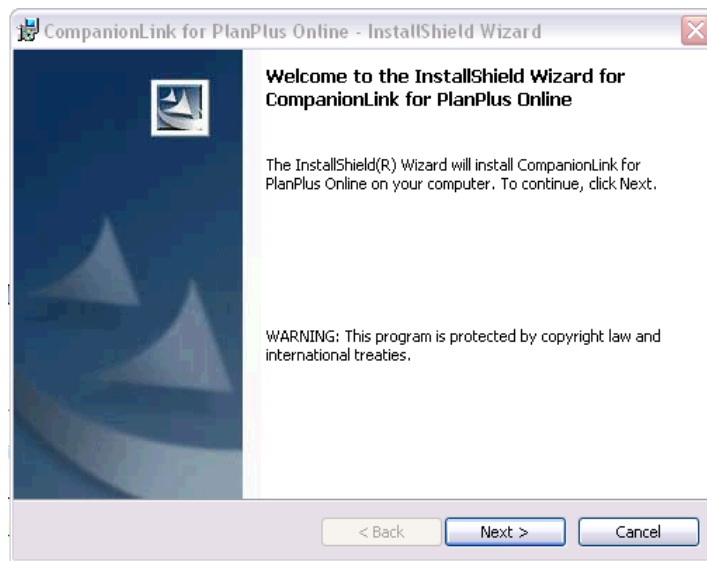 CompanionLink for PlanPlus Online - InstallShield Wizard
Welcome to the InstallShield Wizard for
CompanionLink for PlanPlus Online
The InstallShield(R) Wizard will install CompanionLink for
PlanPlus Online on your computer. To continue, click Next.
WARNING: This program is protected by copyright law and
international treaties.
< Back Next > Cancel